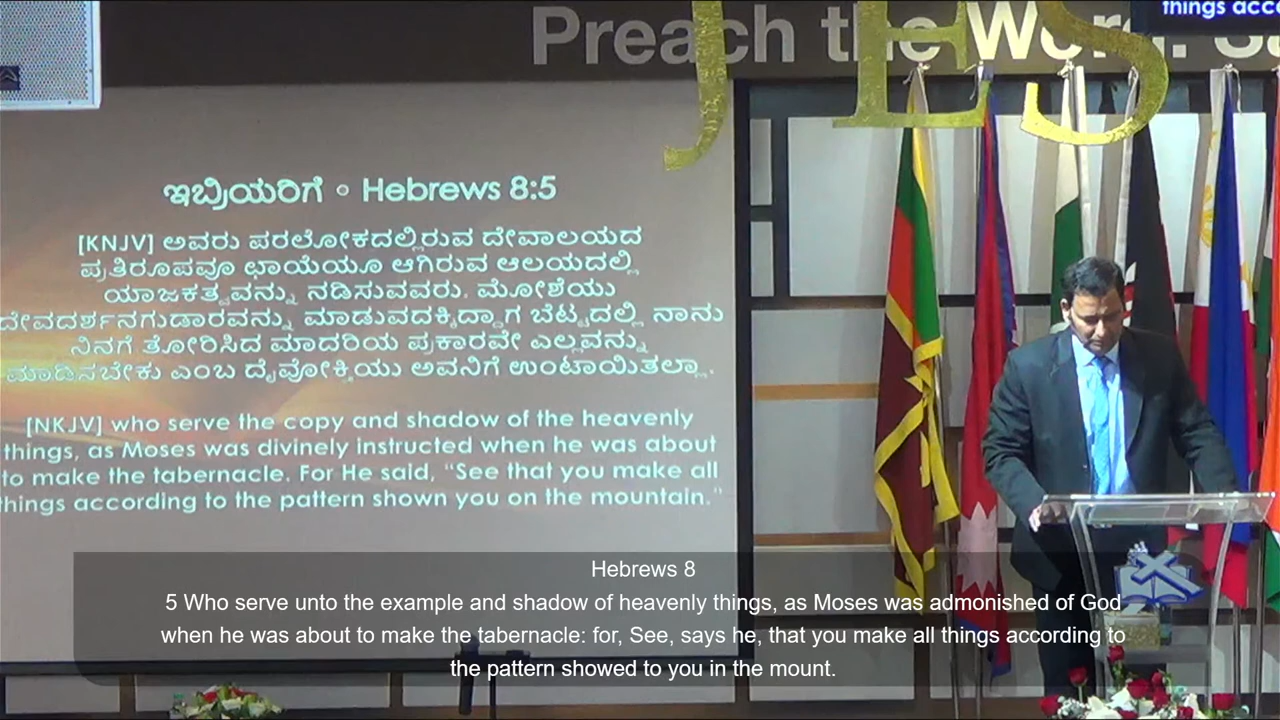 things acc
Preach the Word.
JES
ಇಬ್ರಿಯರಿಗೆ ० Hebrews 8:5
[KNJV] ಅವರು ಪರಲೋಕದಲ್ಲಿರುವ ದೇವಾಲಯದ
ಪ್ರತಿರೂಪವೂ ಛಾಯೆಯೂ ಆಗಿರುವ ಆಲಯದಲ್ಲಿ
ಯಾಜಕತ್ವವನ್ನು ನಡಿಸುವವರು. ಮೋಶೆಯು
ದೇವದರ್ಶನಗುಡಾರವನ್ನು ಮಾಡುವದಕ್ಕಿದ್ದಾಗ ಬೆಟ್ಟದಲ್ಲಿ ನಾನು
ನಿನಗೆ ತೋರಿಸಿದ ಮಾದರಿಯ ಪ್ರಕಾರವೇ ಎಲ್ಲವನ್ನು
ಮಾಡಿಸಬೇಕು ಎಂಬ ದೈವೋಕ್ತಿಯು ಅವನಿಗೆ ಉಂಟಾಯಿತಲ್ಲಾ.
[NKJV] who serve the copy and shadow of the heavenly
things, as Moses was divinely instructed when he was about
to make the tabernacle. For He said, “See that you make all
things according to the pattern shown you on the mountain.”
Hebrews 8
5 Who serve unto the example and shadow of heavenly things, as Moses was admonished of God
when he was about to make the tabernacle: for, See, says he, that you make all things according to
the pattern showed to you in the mount.